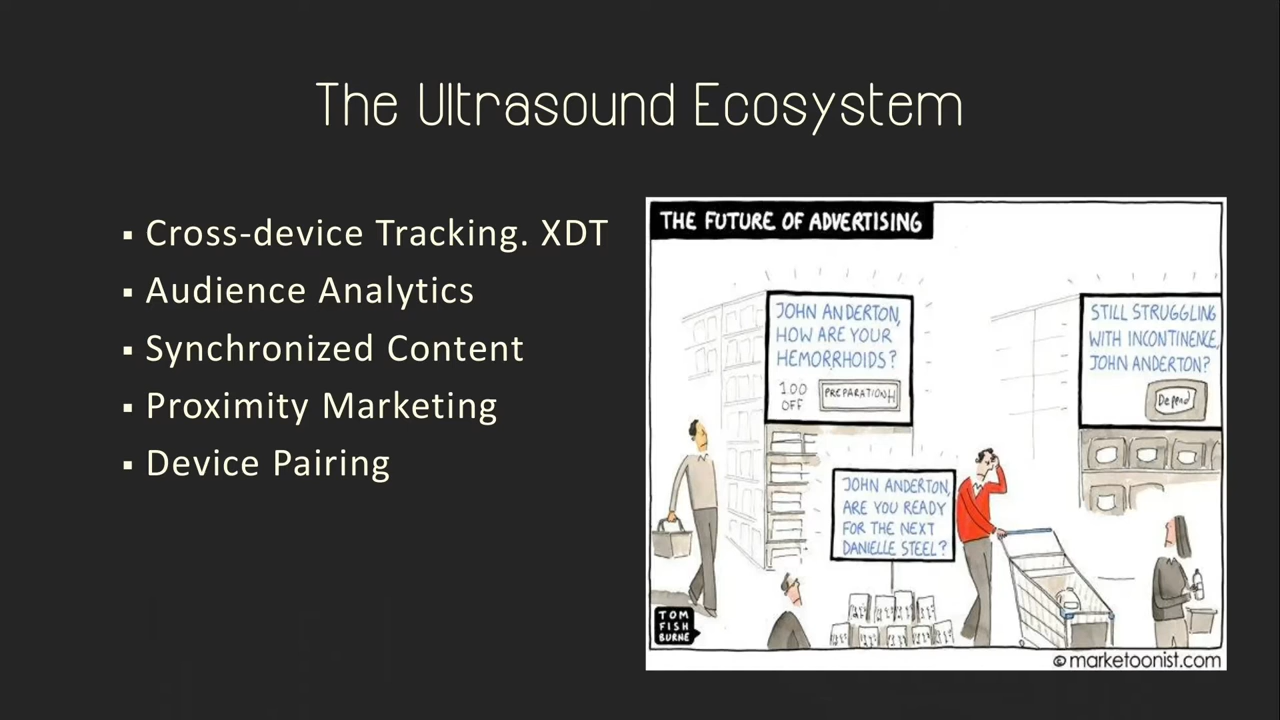 The Ultrasound Ecosystem
▪ Cross-device Tracking. XDT
▪ Audience Analytics
▪ Synchronized Content
▪ Proximity Marketing
▪ Device Pairing
THE FUTURE OF ADVERTISING
JOHN ANDERTON,
HOW ARE YOUR
HEMORRHOIDS?
1.00
OFF
PREPARATION H
STILL STRUGGLING
WITH INCONTINENCE,
JOHN ANDERTON?
Depend
JOHN ANDERTON,
ARE YOU READY
FOR THE NEXT
DANIELLE STEEL?
TOM
FISH
BURNE
© marketoonist.com